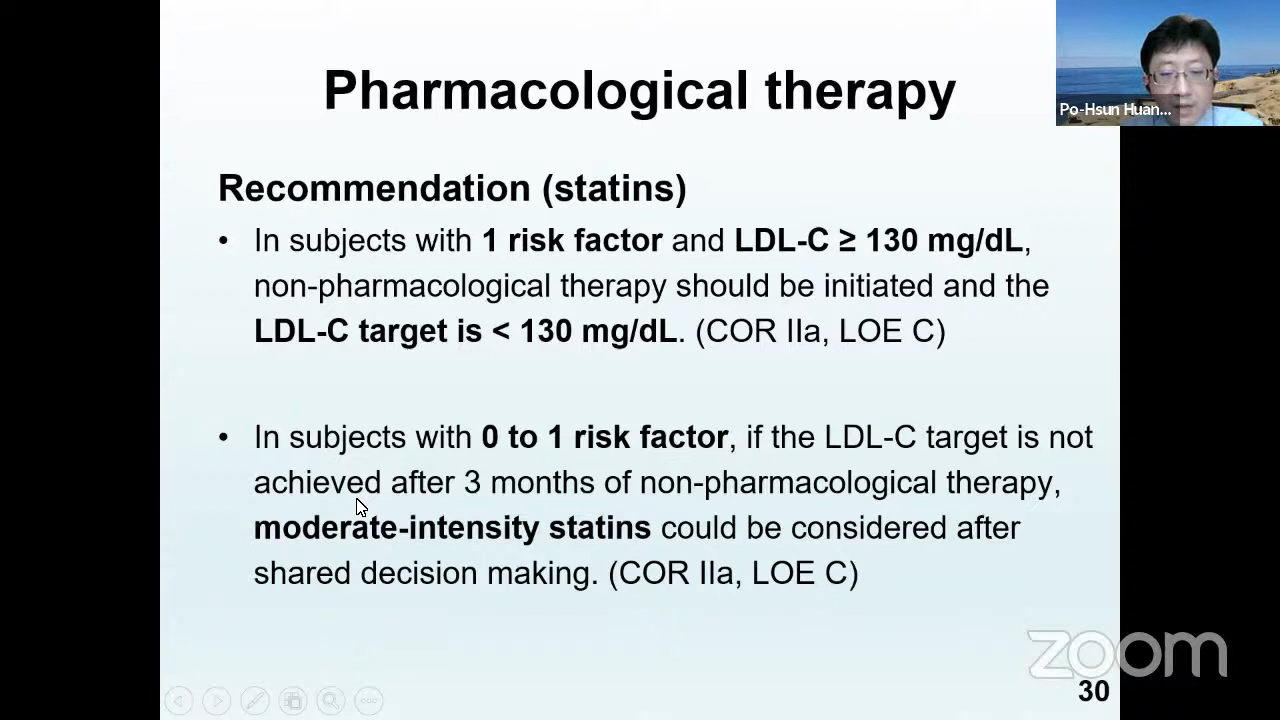 Pharmacological therapy
Po-Hsun Huan...
Recommendation (statins)
• In subjects with 1 risk factor and LDL-C ≥ 130 mg/dL,
non-pharmacological therapy should be initiated and the
LDL-C target is < 130 mg/dL. (COR IIa, LOE C)
• In subjects with 0 to 1 risk factor, if the LDL-C target is not
achieved after 3 months of non-pharmacological therapy,
moderate-intensity statins could be considered after
shared decision making. (COR IIa, LOE C)
zoom
30